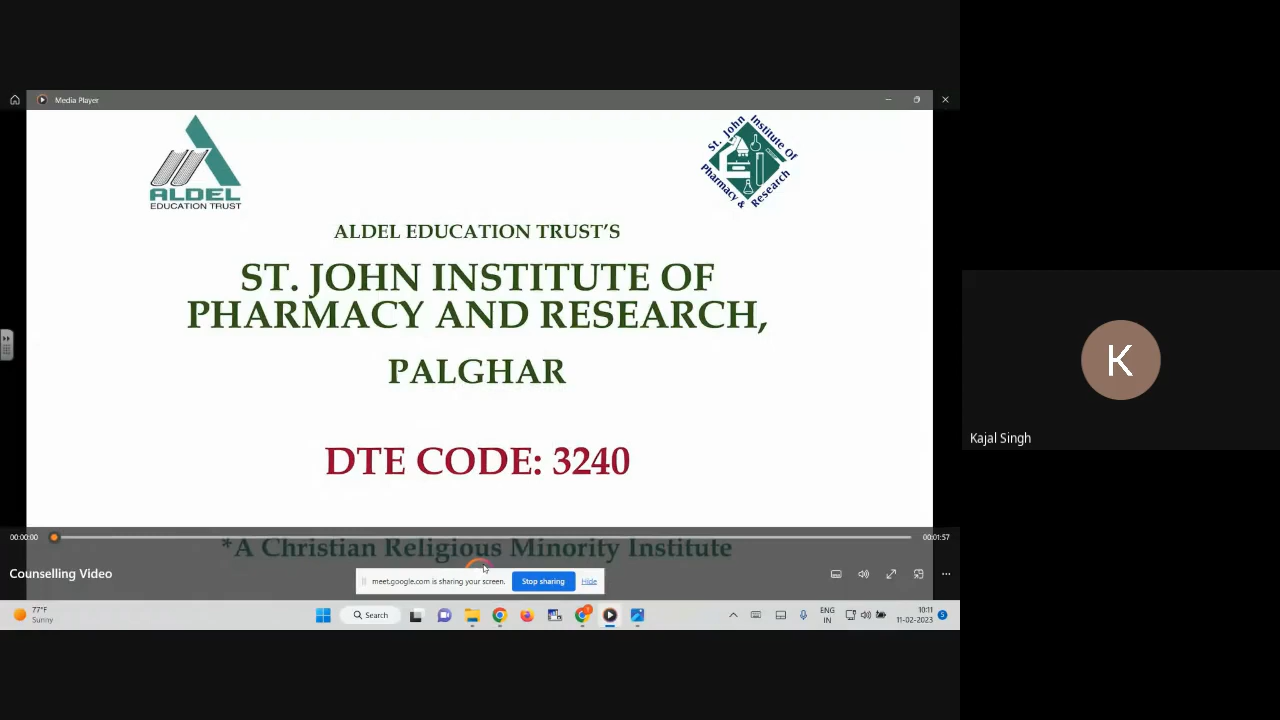 Media Player
ALDEL
EDUCATION TRUST
St. John Institute Of
Pharmacy & Research
ALDEL EDUCATION TRUST'S
ST. JOHN INSTITUTE OF
PHARMACY AND RESEARCH,
PALGHAR
DTE CODE: 3240
00:00:00
00:01:57
*A Christian Religious Minority Institute
Counselling Video
meet.google.com is sharing your screen.
Stop sharing
Hide
77°F
Sunny
Search
ENG
IN
10:11
11-02-2023
5
K
Kajal Singh